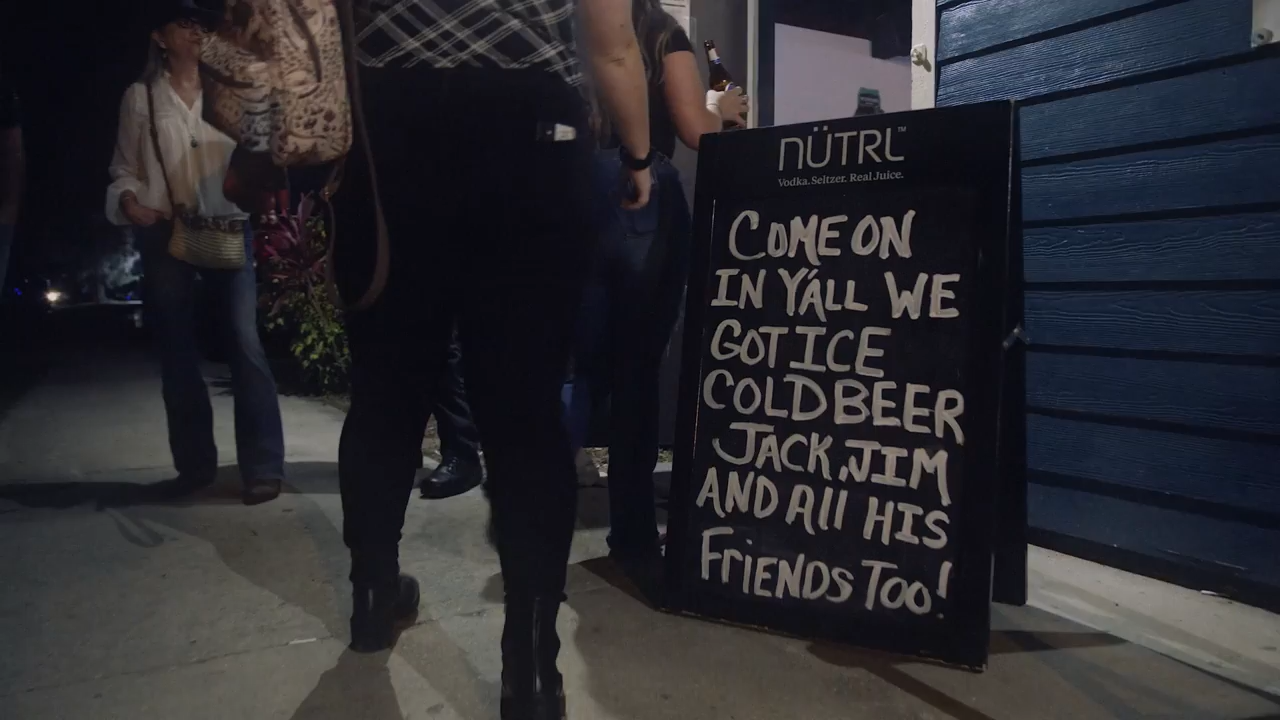 NÜTRL™
Vodka. Seltzer. Real Juice.
COME ON
IN Y'ALL WE
GOT ICE
COLD BEER
JACK, JIM
AND All HIS
FriENDS TOO!